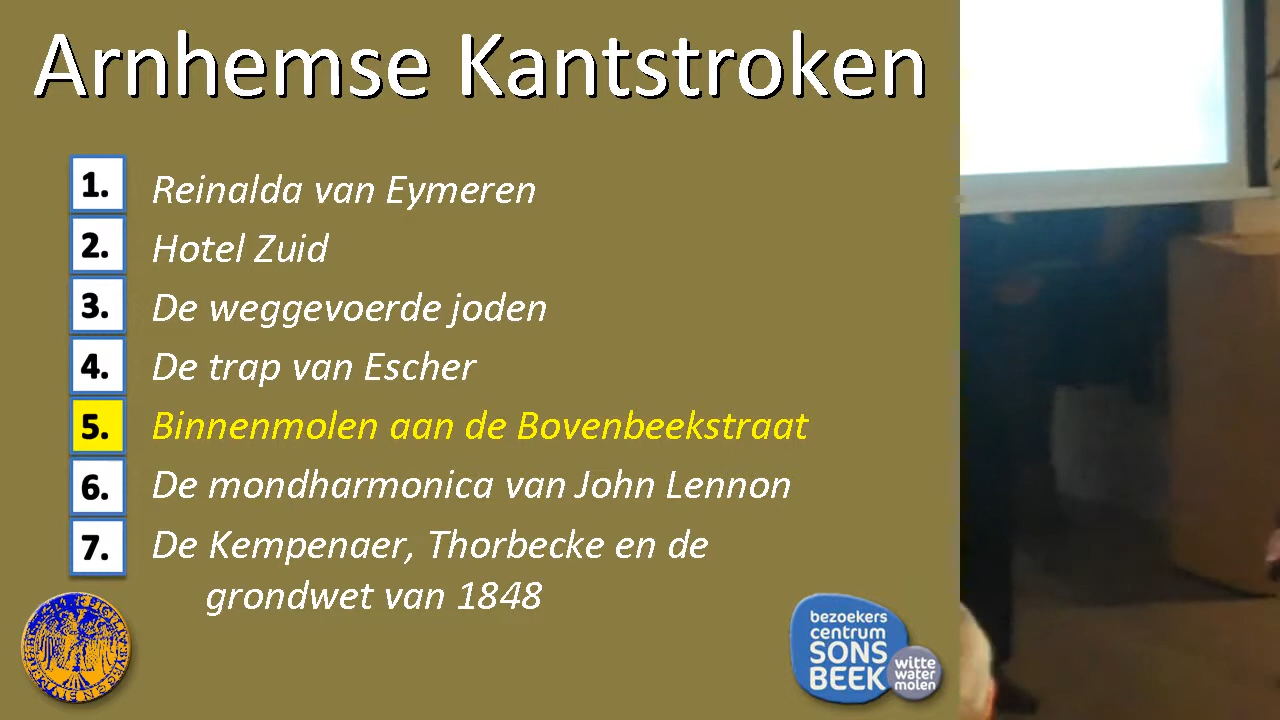 Arnhemse Kantstroken
1. Reinalda van Eymeren
2. Hotel Zuid
3. De weggevoerde joden
4. De trap van Escher
5. Binnenmolen aan de Bovenbeekstraat
6. De mondharmonica van John Lennon
7. De Kempenaer, Thorbecke en de
grondwet van 1848
bezoekers
centrum
SONS
BEEK
witte
water
molen